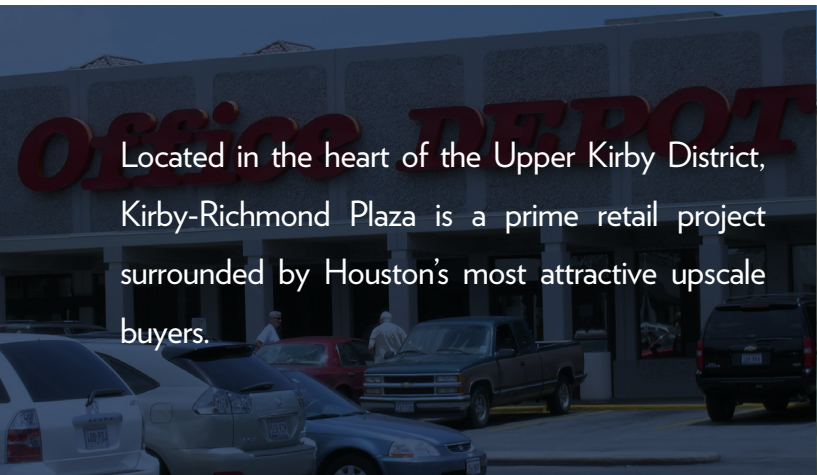 Office DEPOT
Located in the heart of the Upper Kirby District,
Kirby-Richmond Plaza is a prime retail project
surrounded by Houston's most attractive upscale
buyers.